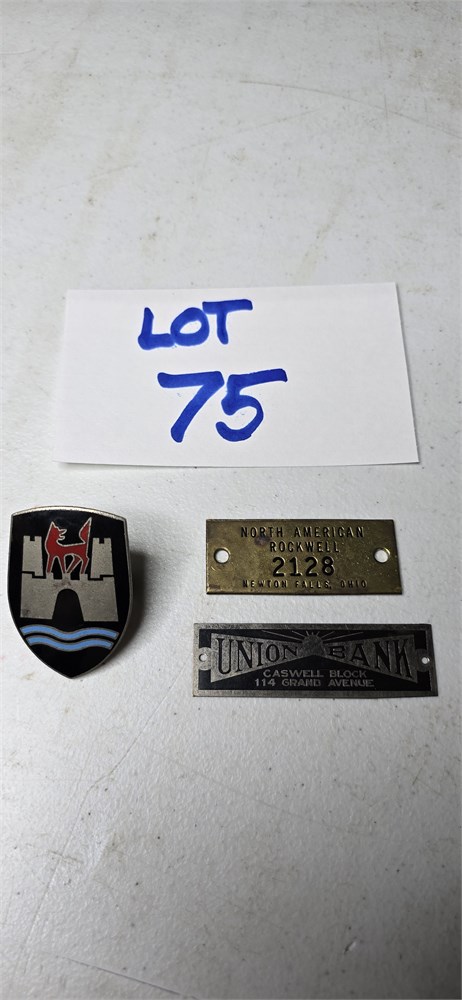 LOT
75
NORTH AMERICAN
ROCKWELL
2128
NEWTON FALLS, OHIO
UNION BANK
CASWELL BLOCK
114 GRAND AVENUE